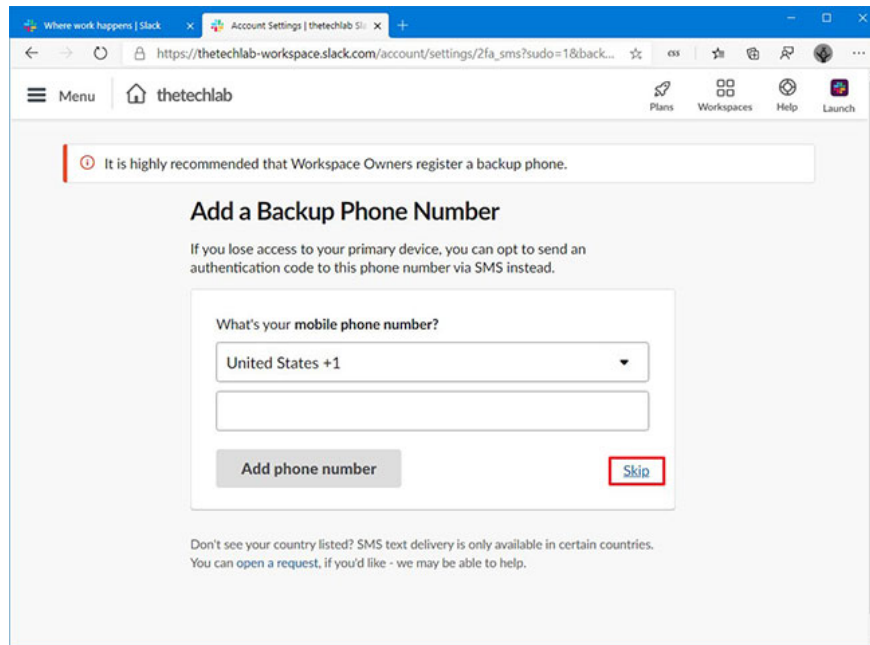 Where work happens | Slack
Account Settings | thetechlab Sl
https://thetechlab-workspace.slack.com/account/settings/2fa_sms?sudo=1&back...
Menu
thetechlab
Plans
Workspaces
Help
Launch
It is highly recommended that Workspace Owners register a backup phone.
Add a Backup Phone Number
If you lose access to your primary device, you can opt to send an
authentication code to this phone number via SMS instead.
What's your mobile phone number?
United States +1
Add phone number
Skip
Don't see your country listed? SMS text delivery is only available in certain countries.
You can open a request, if you'd like - we may be able to help.